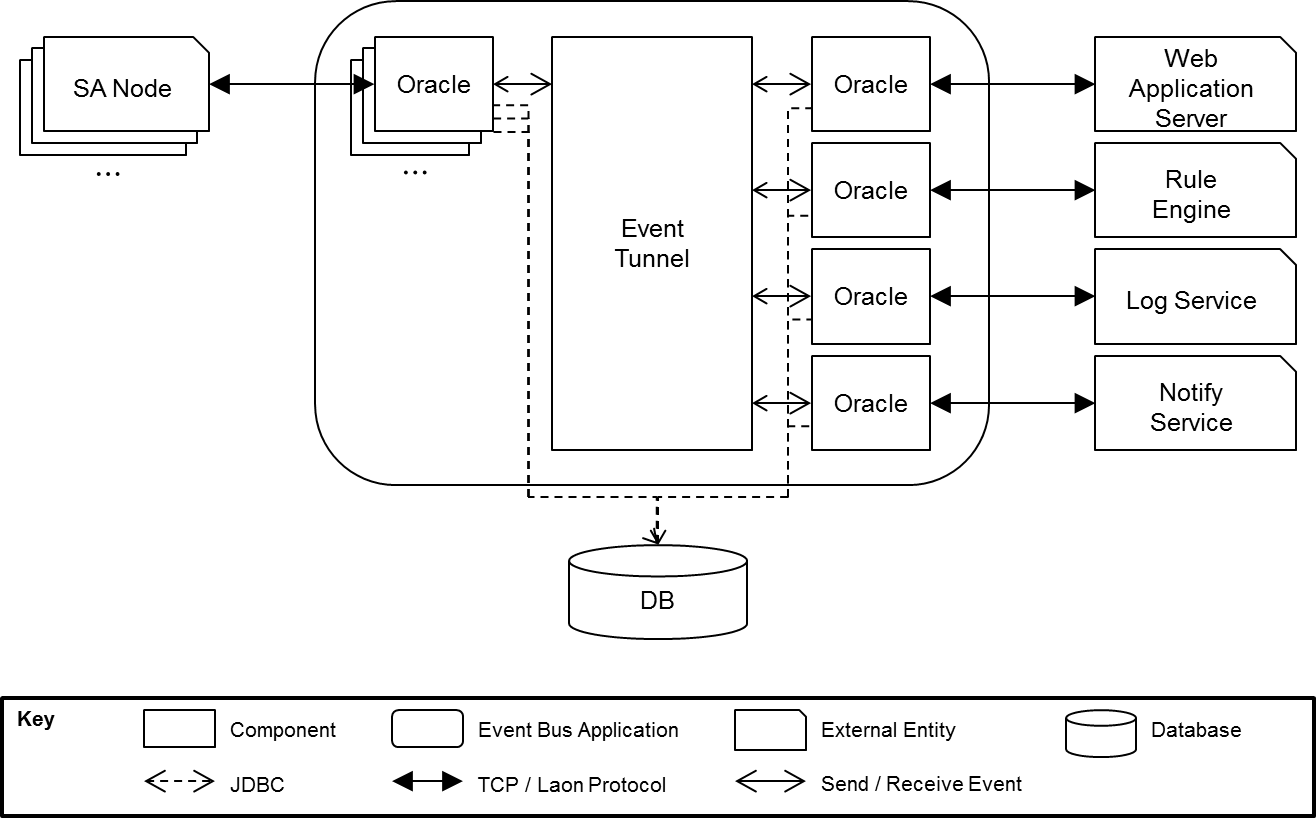 SA Node
...
Oracle
...
Event
Tunnel
Oracle
Oracle
Oracle
Oracle
Web
Application
Server
Rule
Engine
Log Service
Notify
Service
DB
Key
Component
Event Bus Application
External Entity
Database
JDBC
TCP / Laon Protocol
Send / Receive Event